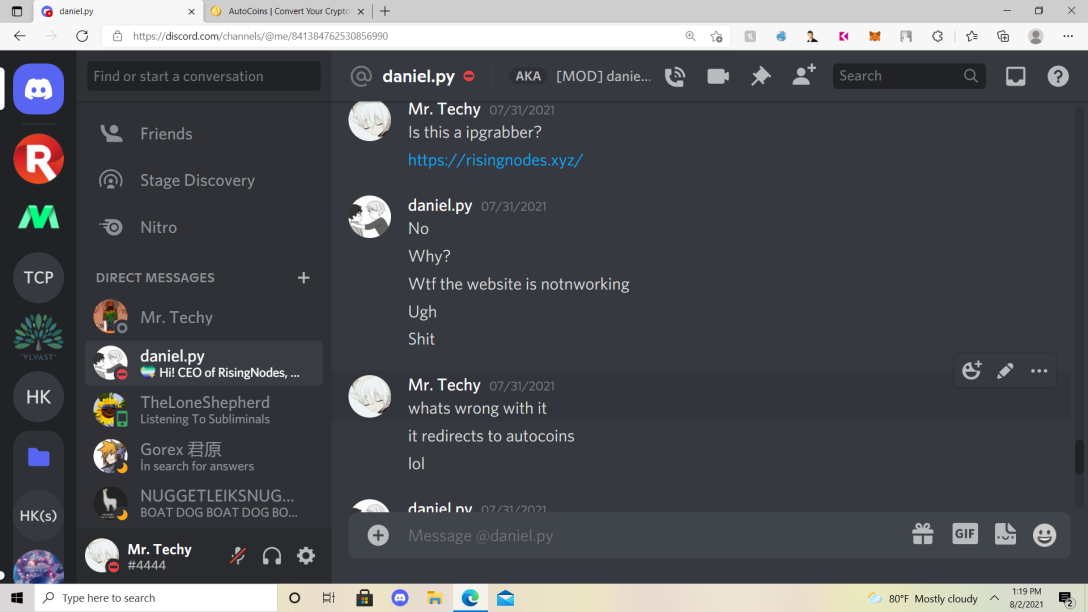 daniel.py
AutoCoins | Convert Your Crypto
https://discord.com/channels/@me/841384762530856990
Find or start a conversation
daniel.py
AKA
[MOD] danie...
Search
Friends
Stage Discovery
Nitro
DIRECT MESSAGES
Mr. Techy
daniel.py
Hi! CEO of RisingNodes, ...
TheLoneShepherd
Listening To Subliminals
Gorex 君原
In search for answers
NUGGETLEIKSNUG...
BOAT DOG BOAT DOG BO...
Mr. Techy
#4444
R
TCP
"YLVAST"
HK
HK(s)
Mr. Techy 07/31/2021
Is this a ipgrabber?
https://risingnodes.xyz/
daniel.py 07/31/2021
No
Why?
Wtf the website is notnworking
Ugh
Shit
Mr. Techy 07/31/2021
whats wrong with it
it redirects to autocoins
lol
daniel.py 07/31/2021
Message @daniel.py
GIF
Type here to search
80°F Mostly cloudy
1:19 PM
8/2/2021
2